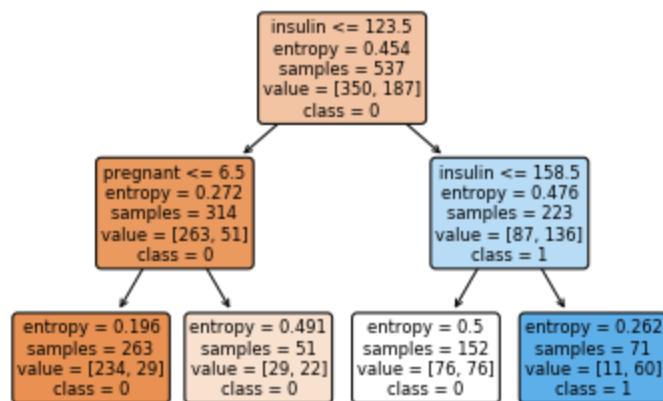 insulin <= 123.5
entropy = 0.454
samples = 537
value = [350, 187]
class = 0
pregnant <= 6.5
entropy = 0.272
samples = 314
value = [263, 51]
class = 0
insulin <= 158.5
entropy = 0.476
samples = 223
value = [87, 136]
class = 1
entropy = 0.196
samples = 263
value = [234, 29]
class = 0
entropy = 0.491
samples = 51
value = [29, 22]
class = 0
entropy = 0.5
samples = 152
value = [76, 76]
class = 0
entropy = 0.262
samples = 71
value = [11, 60]
class = 1